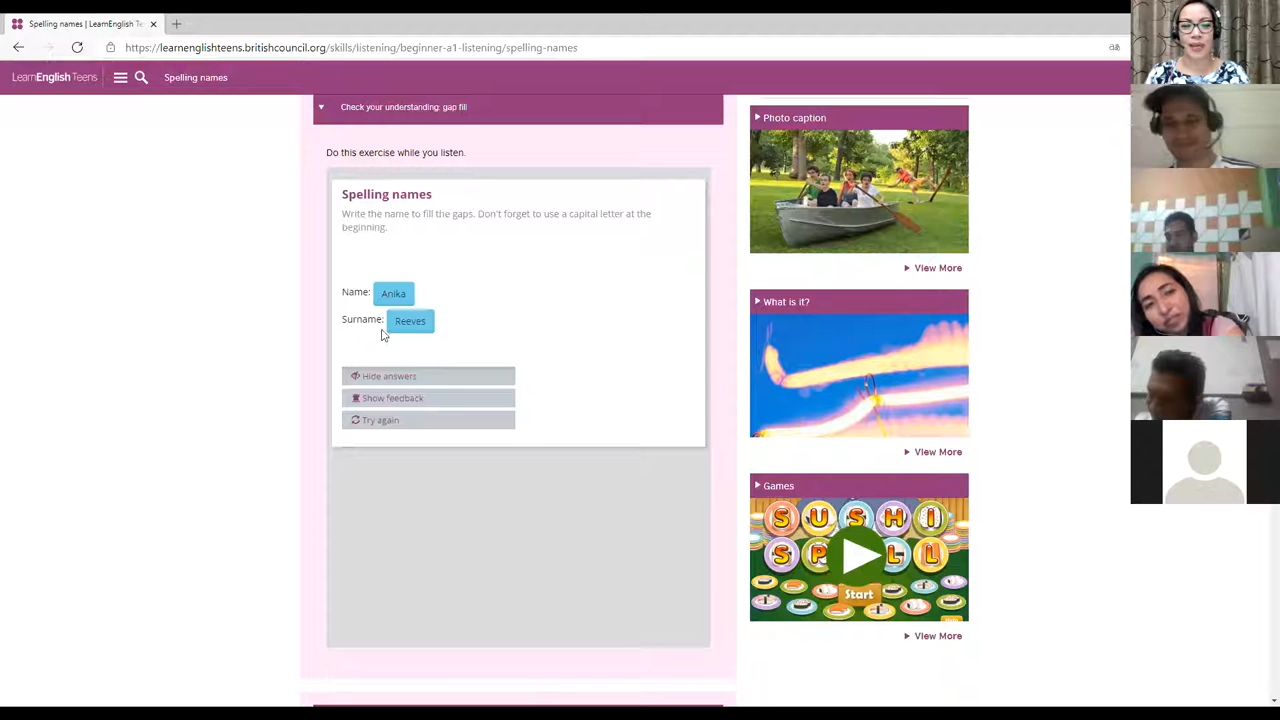 Spelling names | LearnEnglish Te
https://learnenglishteens.britishcouncil.org/skills/listening/beginner-a1-listening/spelling-names
LearnEnglish Teens
Spelling names
Check your understanding: gap fill
Do this exercise while you listen.
Spelling names
Write the name to fill the gaps. Don't forget to use a capital letter at the
beginning.
Name: Anika
Surname: Reeves
Hide answers
Show feedback
Try again
Photo caption
View More
What is it?
View More
Games
SUSHI
SPELL
Start
View More